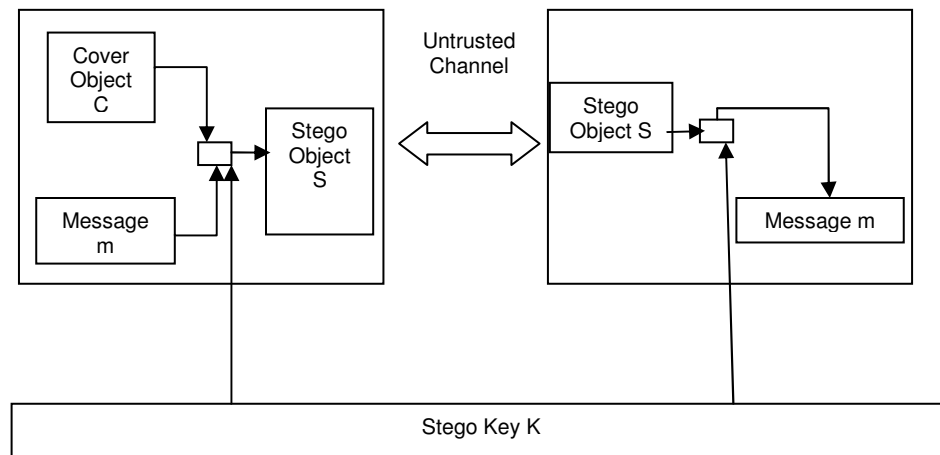 Cover
Object
C
Message
m
Stego
Object
S
Untrusted
Channel
Stego
Object S
Message m
Stego Key K